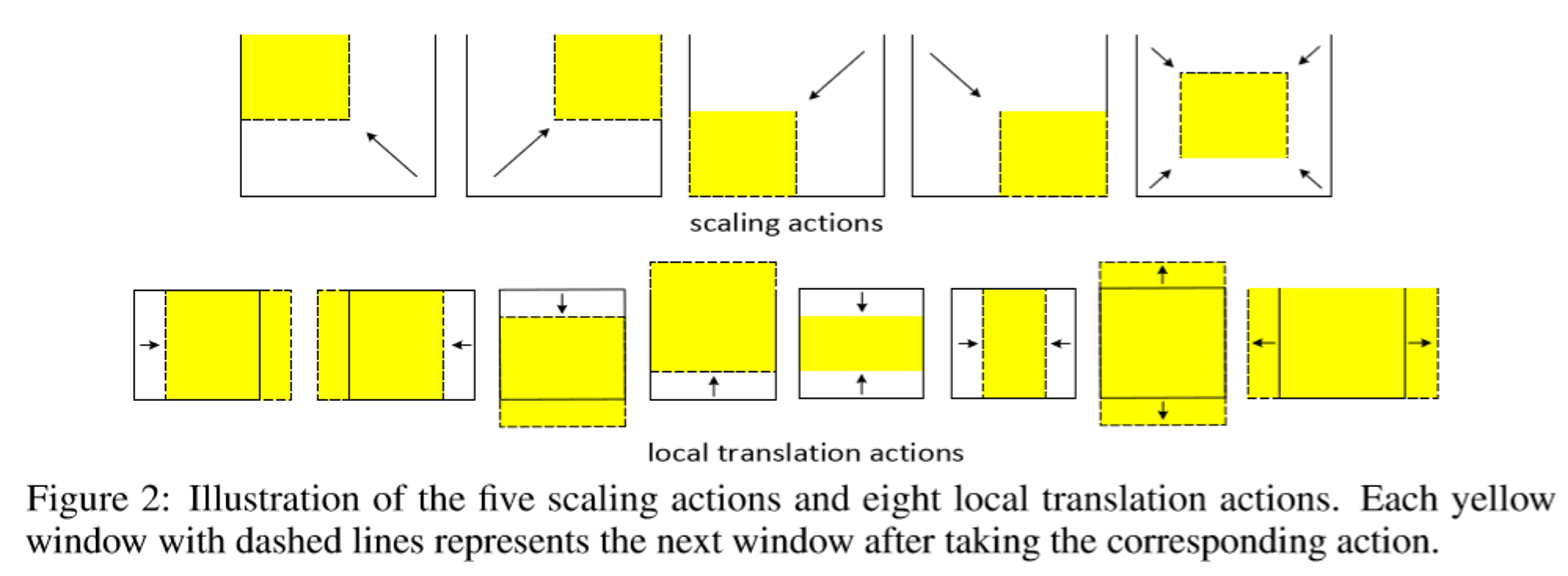 scaling actions
local translation actions
Figure 2: Illustration of the five scaling actions and eight local translation actions. Each yellow
window with dashed lines represents the next window after taking the corresponding action.